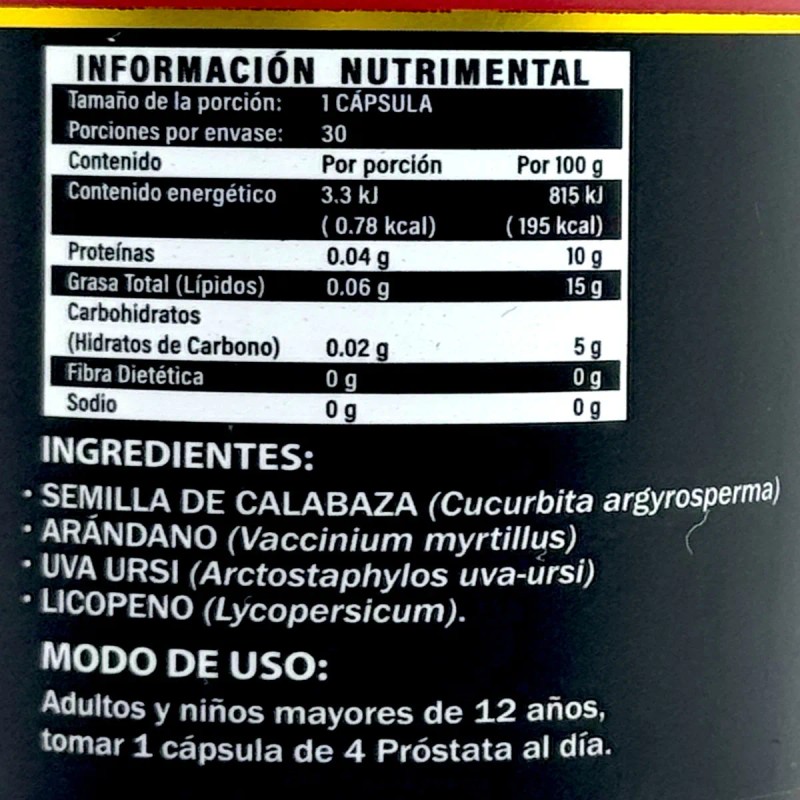 INFORMACIÓN NUTRIMENTAL
Tamaño de la porción: 1 CÁPSULA
Porciones por envase: 30
Contenido Por porción Por 100 g
Contenido energético 3.3 kJ 815 kJ
( 0.78 kcal) ( 195 kcal)
Proteínas 0.04 g 10 g
Grasa Total (Lípidos) 0.06 g 15 g
Carbohidratos
(Hidratos de Carbono) 0.02 g 5 g
Fibra Dietética 0 g 0 g
Sodio 0 g 0 g
INGREDIENTES:
• SEMILLA DE CALABAZA (Cucurbita argyrosperma)
• ARÁNDANO (Vaccinium myrtillus)
• UVA URSI (Arctostaphylos uva-ursi)
• LICOPENO (Lycopersicum).
MODO DE USO:
Adultos y niños mayores de 12 años,
tomar 1 cápsula de 4 Próstata al día.